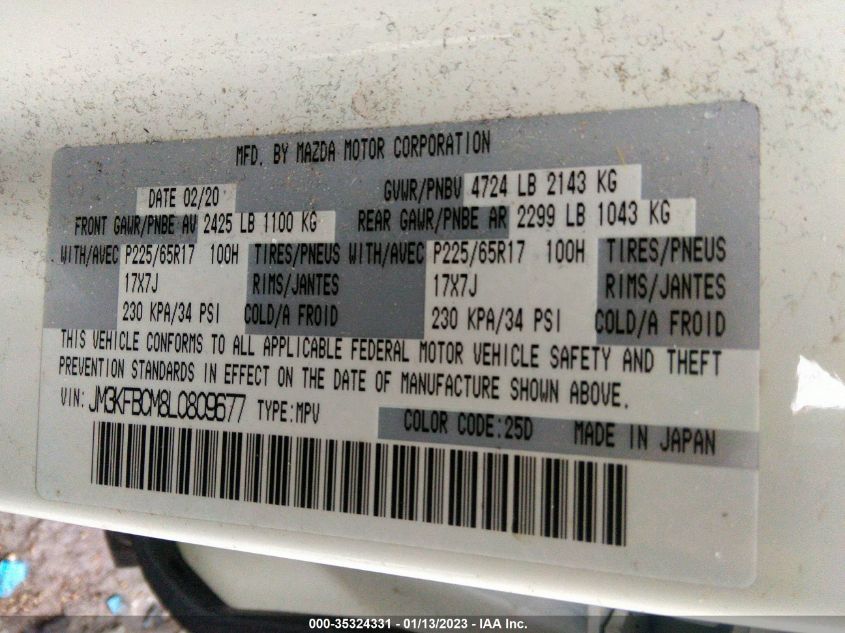 MFD. BY MAZDA MOTOR CORPORATION
DATE 02/20 GVWR/PNBV 4724 LB 2143 KG
FRONT GAWR/PNBE AV 2425 LB 1100 KG REAR GAWR/PNBE AR 2299 LB 1043 KG
WITH/AVEC P225/65R17 100H TIRES/PNEUS WITH/AVEC P225/65R17 100H TIRES/PNEUS
17X7J RIMS/JANTES 17X7J RIMS/JANTES
230 KPA/34 PSI COLD/A FROID 230 KPA/34 PSI COLD/A FROID
THIS VEHICLE CONFORMS TO ALL APPLICABLE FEDERAL MOTOR VEHICLE SAFETY AND THEFT
PREVENTION STANDARDS IN EFFECT ON THE DATE OF MANUFACTURE SHOWN ABOVE.
VIN: JM3KFBCM8L0809677 TYPE:MPV
COLOR CODE:25D MADE IN JAPAN
000-35324331 - 01/13/2023 - © IAA Inc.